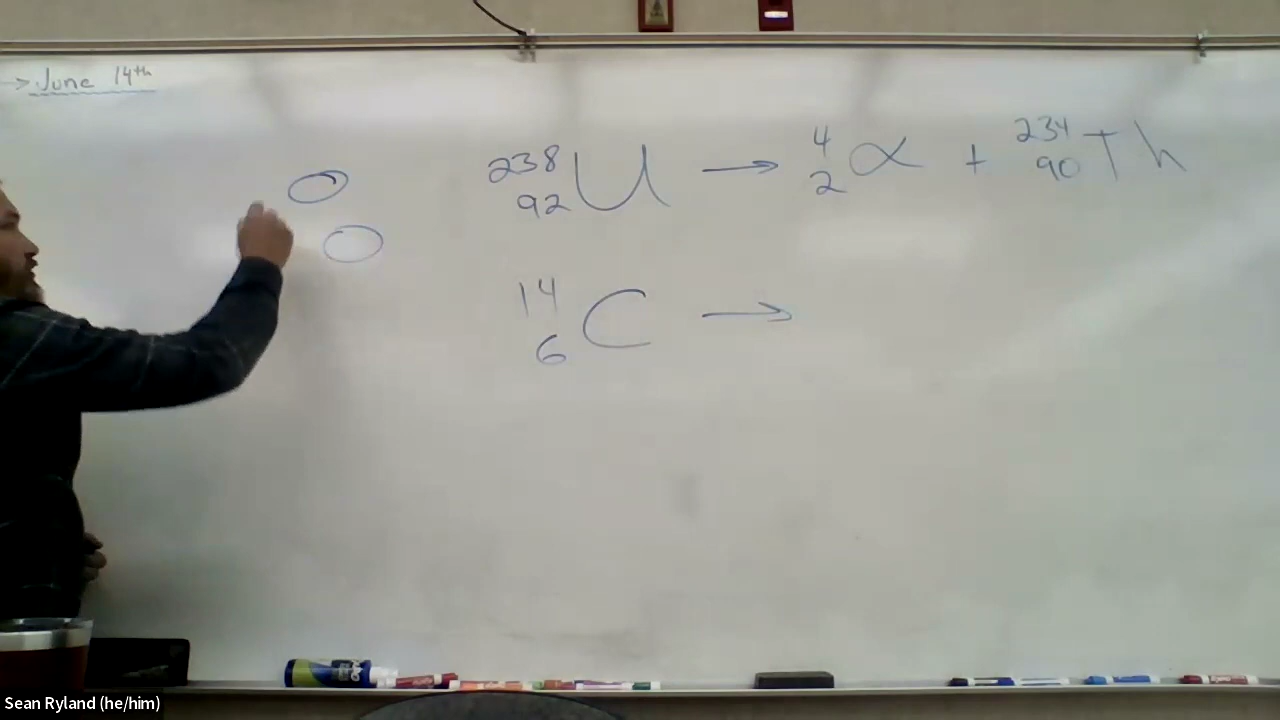 → June 14th
238 92 U → 4 2 α + 234 90 Th
14 6 C →
Sean Ryland (he/him)